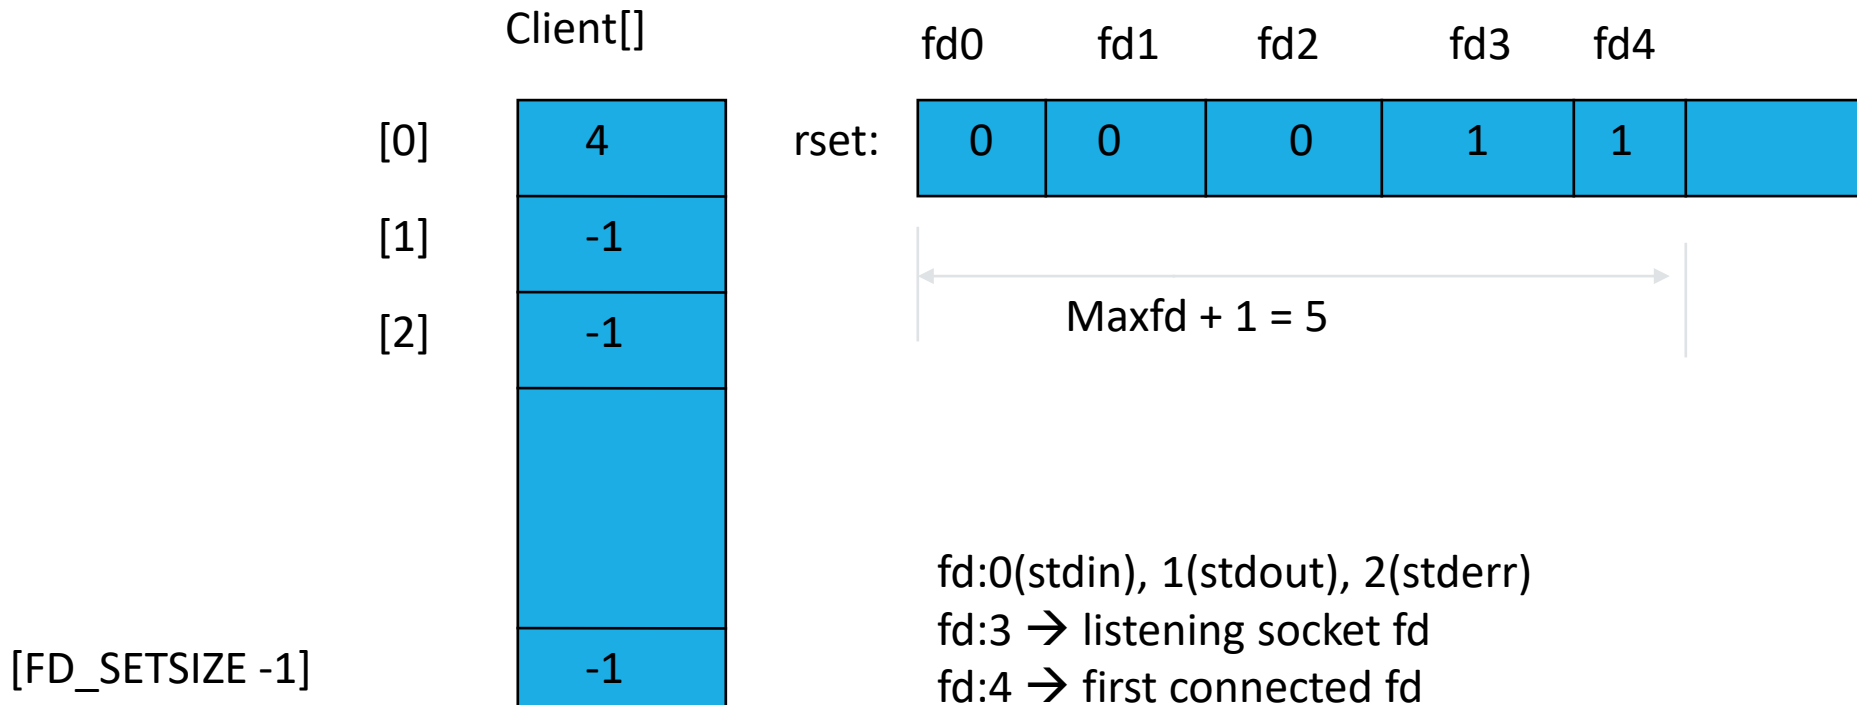 Client[]
fd0 fd1 fd2 fd3 fd4
[0] 4 rset: 0 0 0 1 1
[1] -1
[2] -1
Maxfd + 1 = 5
fd:0(stdin), 1(stdout), 2(stderr)
fd:3 → listening socket fd
[FD_SETSIZE -1] -1
fd:4 → first connected fd